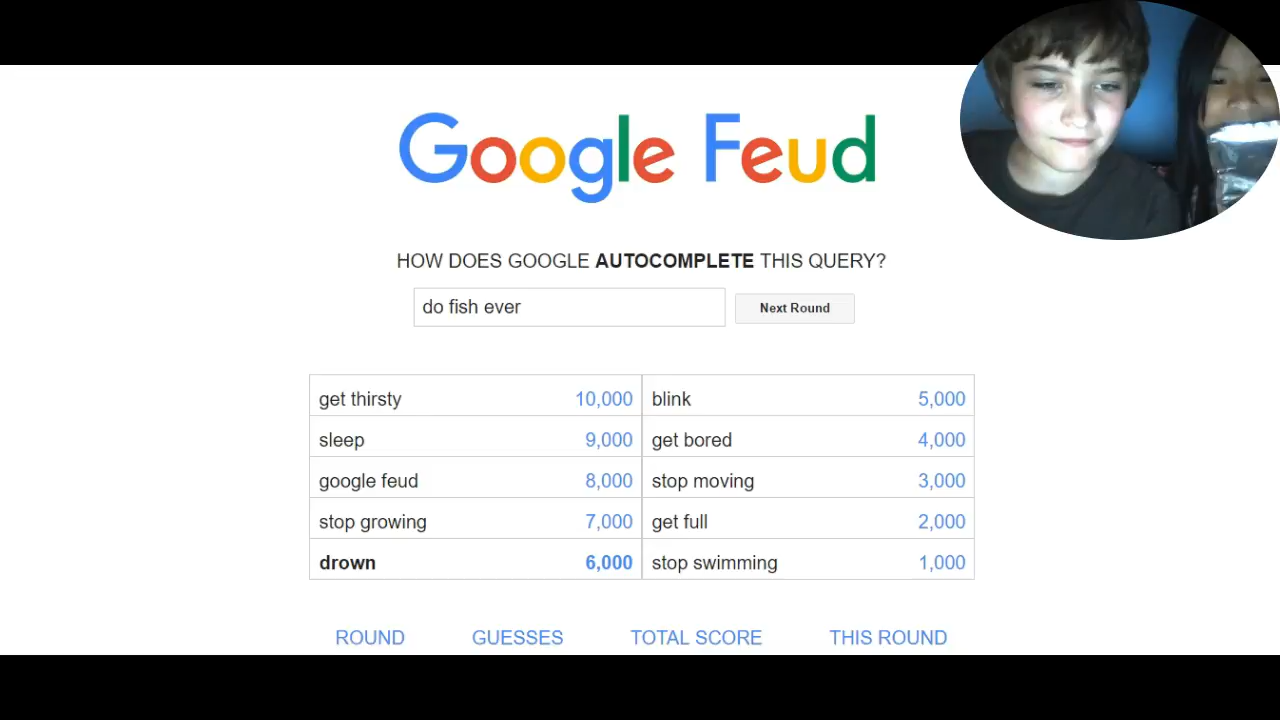 Google Feud
HOW DOES GOOGLE AUTOCOMPLETE THIS QUERY?
do fish ever
Next Round
get thirsty 10,000 blink 5,000
sleep 9,000 get bored 4,000
google feud 8,000 stop moving 3,000
stop growing 7,000 get full 2,000
drown 6,000 stop swimming 1,000
ROUND GUESSES TOTAL SCORE THIS ROUND